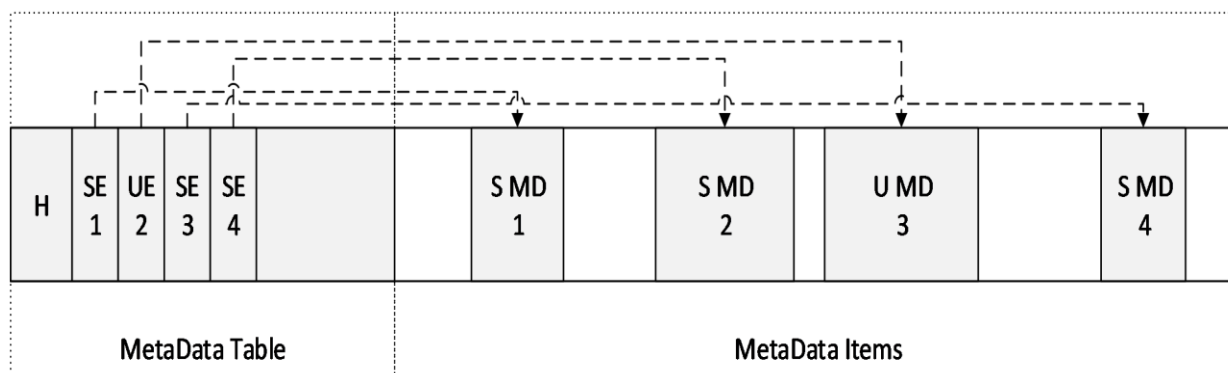 H
SE
1
UE
2
SE
3
SE
4
S MD
1
S MD
2
U MD
3
S MD
4
MetaData Table
MetaData Items